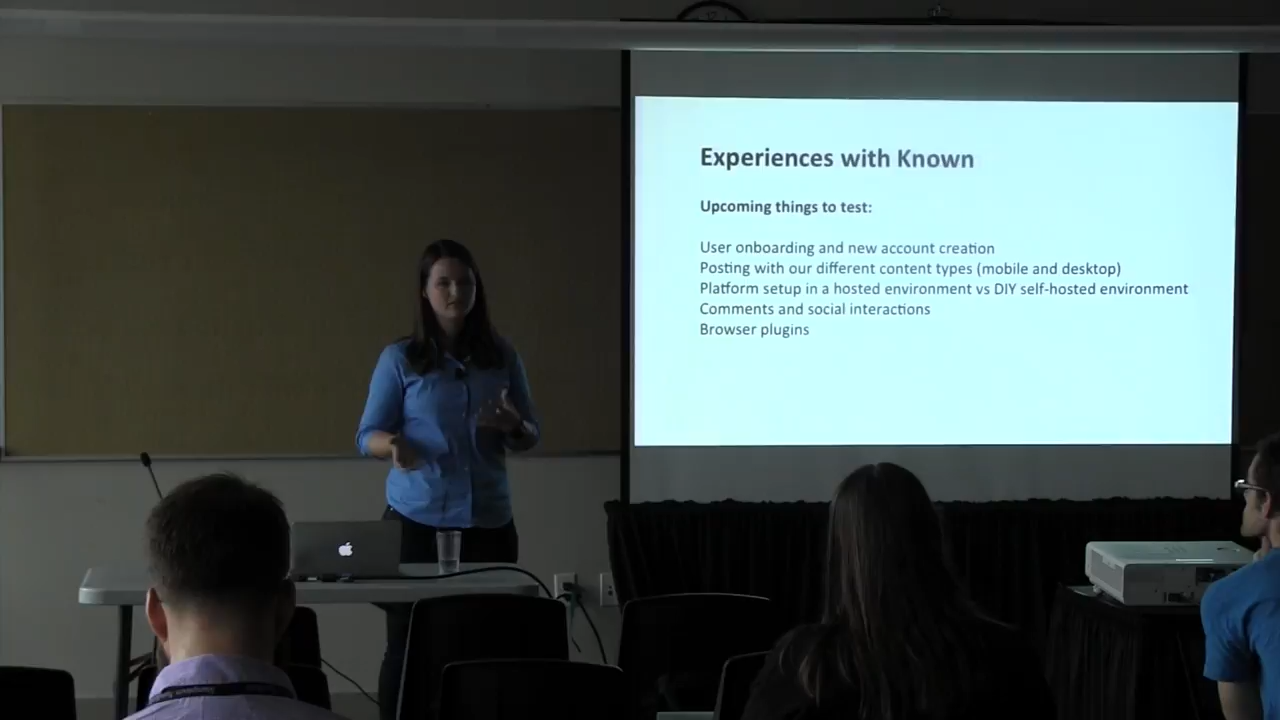 Experiences with Known
Upcoming things to test:
User onboarding and new account creation
Posting with our different content types (mobile and desktop)
Platform setup in a hosted environment vs DIY self-hosted environment
Comments and social interactions
Browser plugins